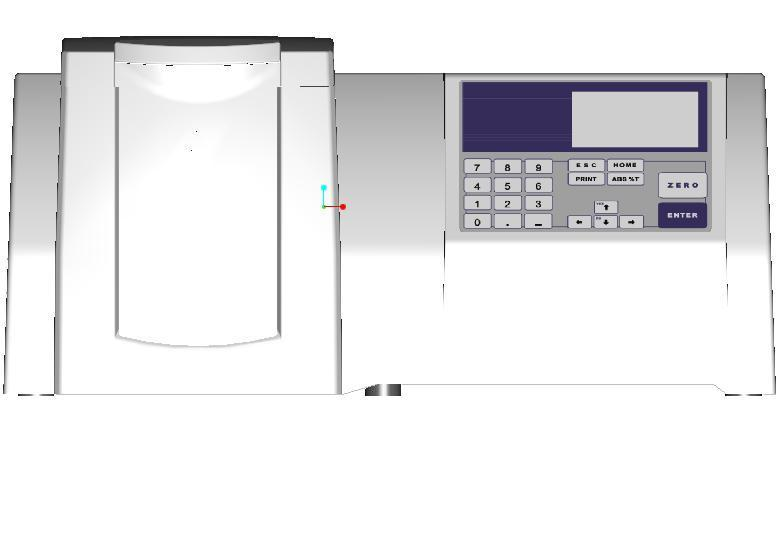 7 8 9 ESC HOME
4 5 6 PRINT ABS %T ZERO
1 2 3
0 . – ENTER